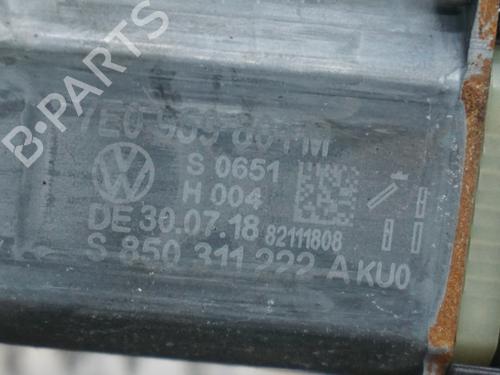 B-PARTS
7E0 959 801 M
S 0651
H 004
DE 30.07.18 82111808
S 850 311 222 A KU0